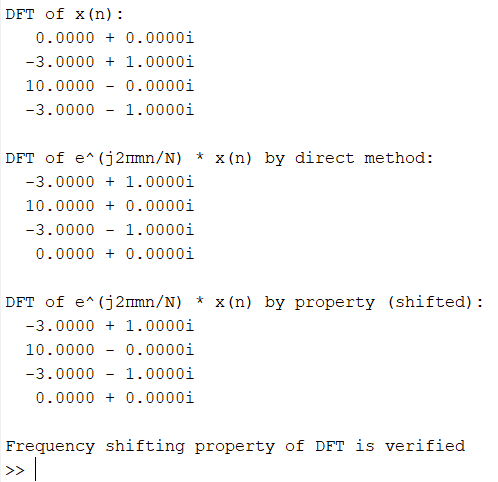 DFT of x(n):
0.0000 + 0.0000i
-3.0000 + 1.0000i
10.0000 - 0.0000i
-3.0000 - 1.0000i
DFT of e^(j2πmn/N) * x(n) by direct method:
-3.0000 + 1.0000i
10.0000 + 0.0000i
-3.0000 - 1.0000i
0.0000 + 0.0000i
DFT of e^(j2πmn/N) * x(n) by property (shifted):
-3.0000 + 1.0000i
10.0000 - 0.0000i
-3.0000 - 1.0000i
0.0000 + 0.0000i
Frequency shifting property of DFT is verified
>>